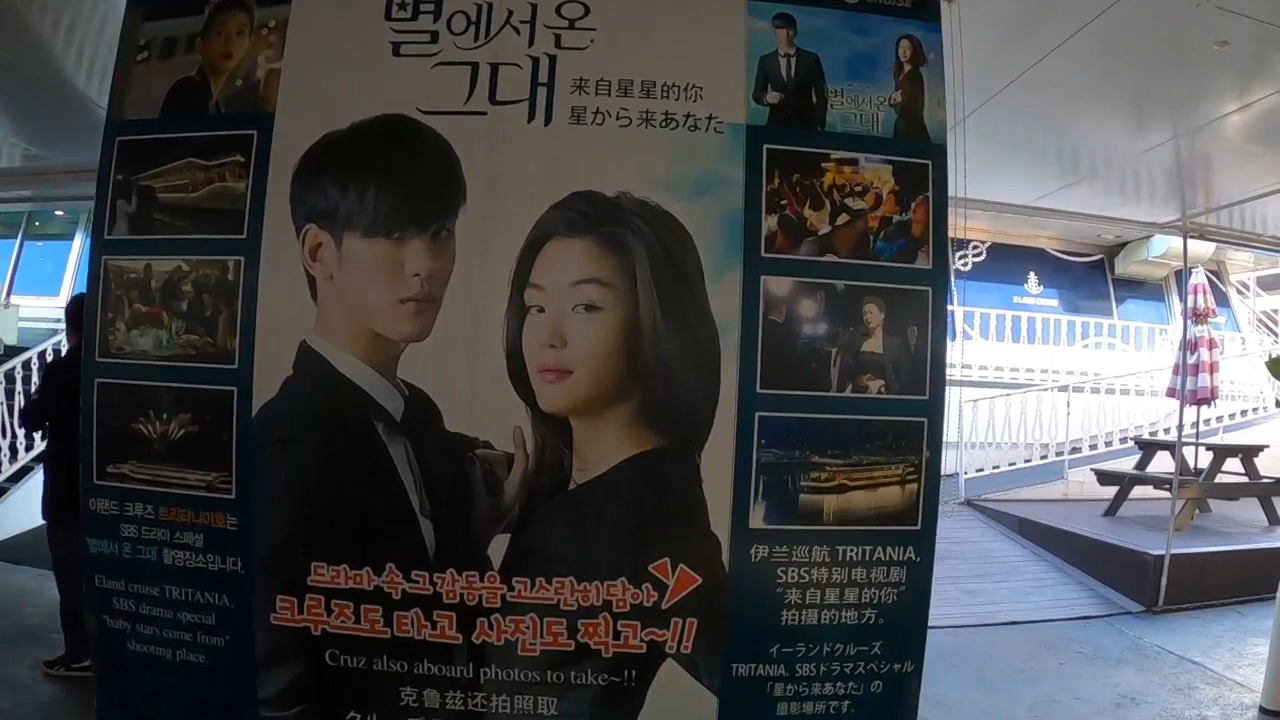 별에서 온
그대
来自星星的你
星から来あなた
별에서 온
그대
이랜드 크루즈 트리타니아호는
SBS 드라마 스페셜
'별에서 온 그대' 촬영장소입니다.
Eland cruise TRITANIA,
SBS drama special
"baby stars come from"
shooting place.
드라마 속 그 감동을 고스란히 담아
크루즈도 타고 사진도 찍고~!!
Cruz also aboard photos to take~!!
克鲁兹还拍照取
伊兰巡航 TRITANIA,
SBS特别电视剧
“来自星星的你”
拍摄的地方。
イーランドクルーズ
TRITANIA、SBSドラマスペシャル
「星から来あなた」の
撮影場所です。
E·LAND CRUISE